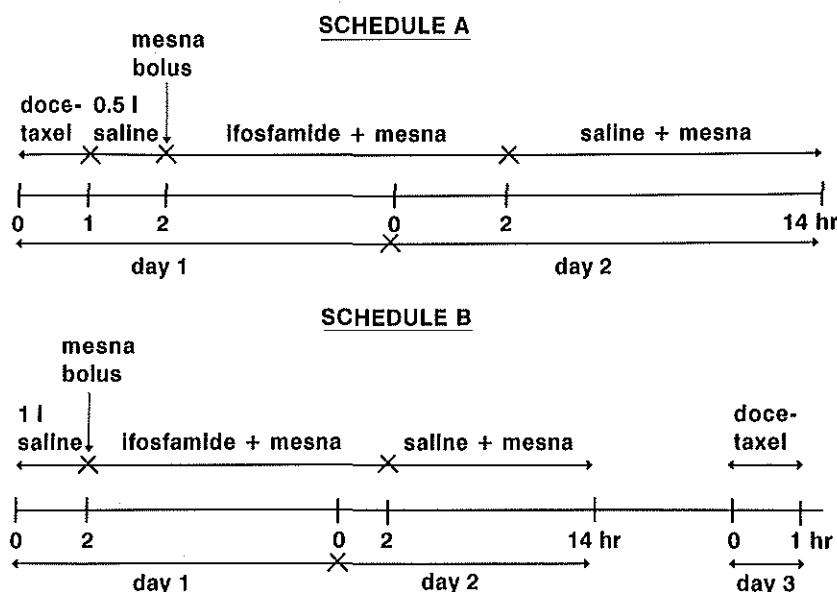 SCHEDULE A
mesna
bolus
doce- 0.5 l
taxel saline ifosfamide + mesna saline + mesna
0 1 2 0 2 14 hr
day 1 day 2
SCHEDULE B
mesna
bolus
1 l doce-
saline ifosfamide + mesna saline + mesna taxel
0 2 0 2 14 hr 0 1 hr
day 1 day 2 day 3